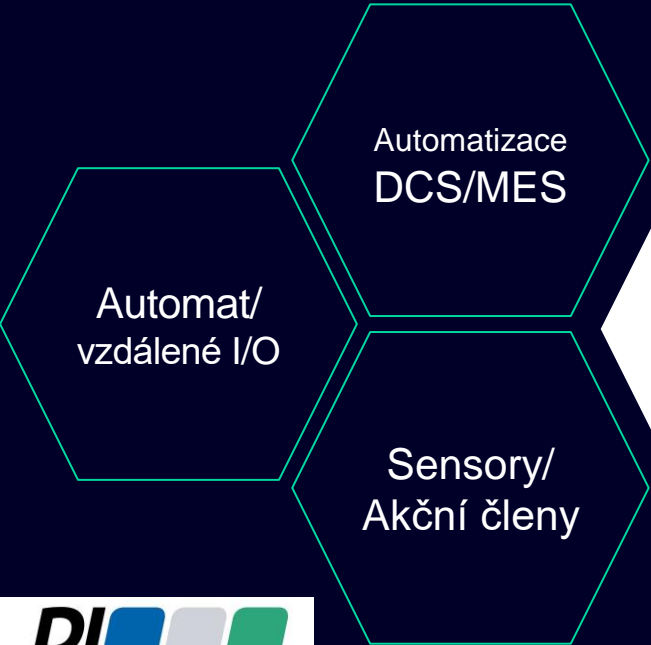 Automatizace
DCS/MES
Automat/
vzdálené I/O
Sensory/
Akční členy